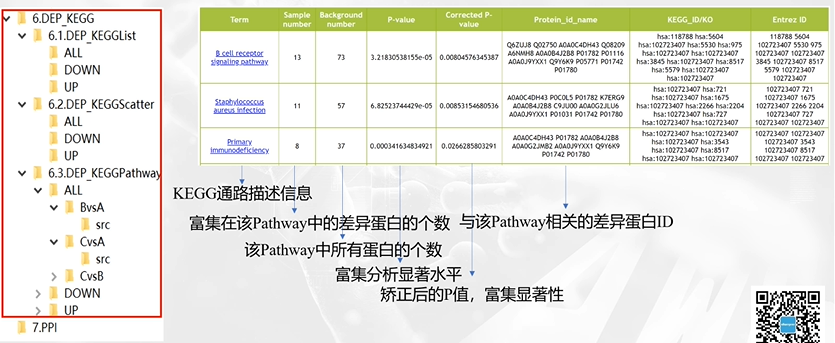 6.DEP_KEGG
6.1.DEP_KEGGList
ALL
DOWN
UP
6.2.DEP_KEGGScatter
ALL
DOWN
UP
6.3.DEP_KEGGPathway
ALL
BvsA
src
CvsA
src
CvsB
DOWN
UP
7.PPI
Term
Sample number
Background number
P-value
Corrected P-value
Protein_id_name
KEGG_ID/KO
Entrez ID
B cell receptor signaling pathway
13
73
3.21830538155e-05
0.00804576345387
Q6ZUJ8 Q02750 A0A0C4DH43 Q08209
A6NMH8 A0A0B4J2B8 P01782 P01116
A0A0J9YXX1 Q9Y6K9 P05771 P01742
P01780
hsa:118788 hsa:5604
hsa:102723407 hsa:5530 hsa:975
hsa:102723407 hsa:102723407
hsa:3845 hsa:102723407 hsa:8517
hsa:5579 hsa:102723407
hsa:102723407
118788 5604
102723407 5530 975
102723407 102723407
3845 102723407 8517
5579 102723407
102723407
Staphylococcus aureus infection
11
57
6.82523744429e-05
0.00853154680536
A0A0C4DH43 P0C0L5 P01782 K7ERG9
A0A0B4J2B8 C9JU00 A0A0G2JLU6
A0A0J9YXX1 P01031 P01742 P01780
hsa:102723407 hsa:721
hsa:102723407 hsa:1675
hsa:102723407 hsa:2266 hsa:2204
hsa:102723407 hsa:727
hsa:102723407 hsa:102723407
102723407 721
102723407 1675
102723407 2266 2204
102723407 727
102723407 102723407
Primary immunodeficiency
8
37
0.000341634834921
0.0266285803291
A0A0C4DH43 P01782 A0A0B4J2B8
A0A0G2JMB2 A0A0J9YXX1 Q9Y6K9
P01742 P01780
hsa:102723407 hsa:102723407
hsa:102723407 hsa:3543
hsa:102723407 hsa:8517
hsa:102723407 hsa:102723407
102723407 102723407
102723407 3543
102723407 8517
102723407 102723407
KEGG通路描述信息
富集在该Pathway中的差异蛋白的个数
与该Pathway相关的差异蛋白ID
该Pathway中所有蛋白的个数
富集分析显著水平
矫正后的P值，富集显著性